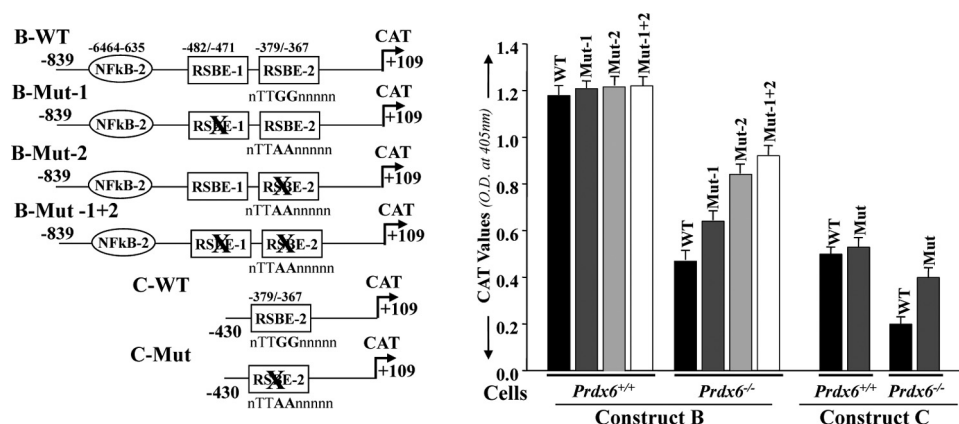 B-WT
-6464-635
-482/-471
-379/-367
CAT
-839
NFkB-2
RSBE-1
RSBE-2
+109
nTTGGnnnnn
B-Mut-1
CAT
-839
NFkB-2
RSBE-1
X
RSBE-2
+109
nTTAAnnnnn
B-Mut-2
CAT
-839
NFkB-2
RSBE-1
RSBE-2
X
+109
nTTAAnnnnn
B-Mut -1+2
CAT
-839
NFkB-2
RSBE-1
X
RSBE-2
X
+109
nTTAAnnnnn
C-WT
-379/-367
CAT
-430
RSBE-2
+109
nTTGGnnnnn
C-Mut
CAT
-430
RSBE-2
X
+109
nTTAAnnnnn
CAT Values (O.D. at 405nm)
1.4
1.2
1.0
0.8
0.6
0.4
0.2
0.0
WT
Mut-1
Mut-2
Mut-1+2
WT
Mut-1
Mut-2
Mut-1+2
WT
Mut
WT
Mut
Cells
Prdx6+/+
Prdx6-/-
Prdx6+/+
Prdx6-/-
Construct B
Construct C